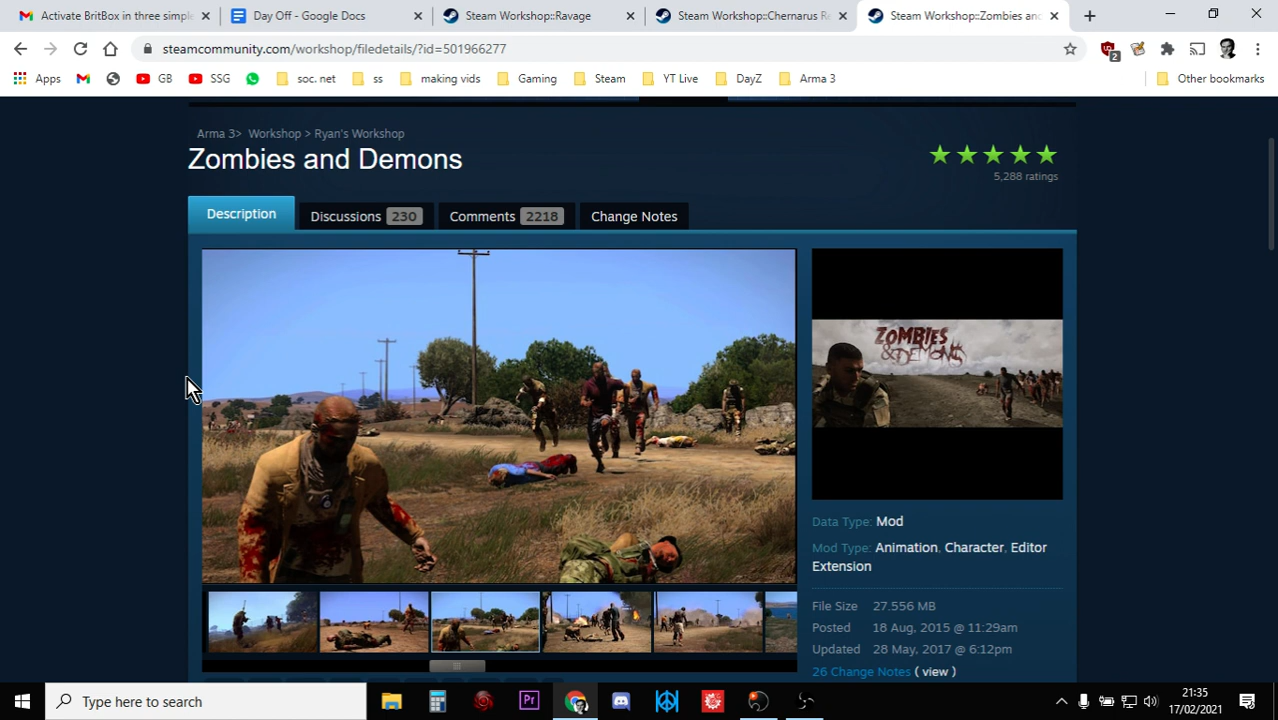 Activate BritBox in three simple
Day Off - Google Docs
Steam Workshop::Ravage
Steam Workshop::Chernarus Re
Steam Workshop::Zombies and
steamcommunity.com/workshop/filedetails/?id=501966277
2
Apps
GB
SSG
soc. net
ss
making vids
Gaming
Steam
YT Live
DayZ
Arma 3
Other bookmarks
Arma 3> Workshop > Ryan's Workshop
Zombies and Demons
5,288 ratings
Description
Discussions 230
Comments 2218
Change Notes
ZOMBIES
& DEMONS
Data Type: Mod
Mod Type: Animation, Character, Editor
Extension
File Size 27.556 MB
Posted 18 Aug, 2015 @ 11:29am
Updated 28 May, 2017 @ 6:12pm
26 Change Notes ( view )
Type here to search
Pr
21:35
17/02/2021